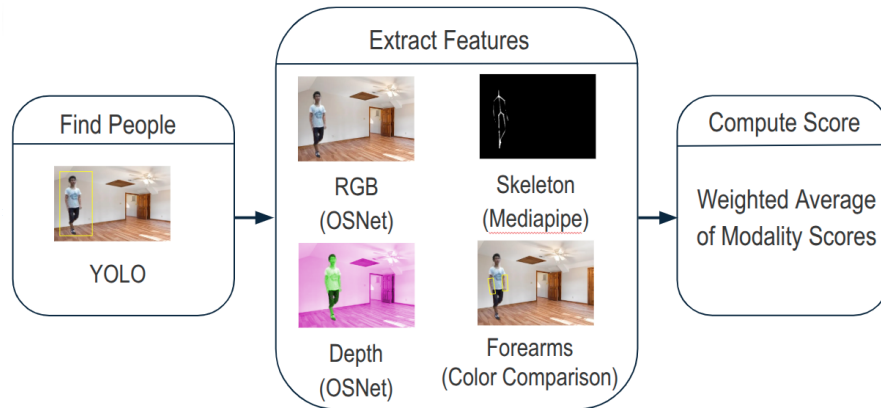 Find People
YOLO
Extract Features
RGB
(OSNet)
Skeleton
(Mediapipe)
Depth
(OSNet)
Forearms
(Color Comparison)
Compute Score
Weighted Average
of Modality Scores